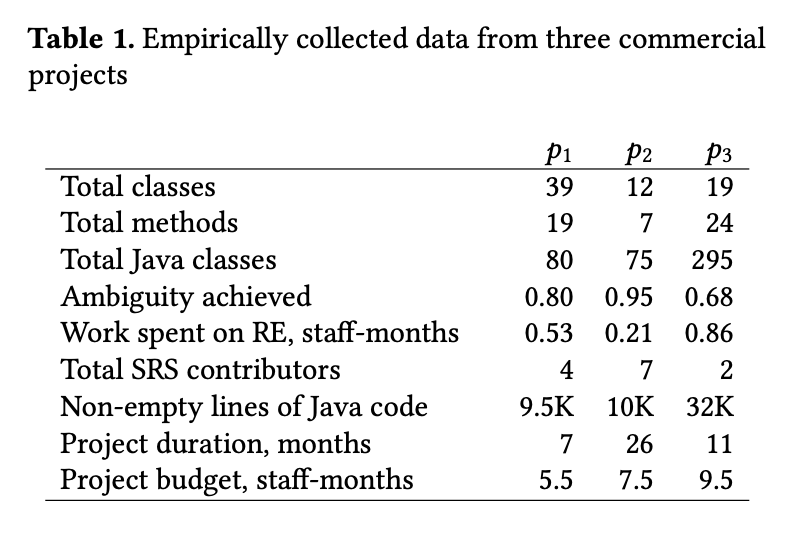 Table 1. Empirically collected data from three commercial
projects
p1 p2 p3
Total classes 39 12 19
Total methods 19 7 24
Total Java classes 80 75 295
Ambiguity achieved 0.80 0.95 0.68
Work spent on RE, staff-months 0.53 0.21 0.86
Total SRS contributors 4 7 2
Non-empty lines of Java code 9.5K 10K 32K
Project duration, months 7 26 11
Project budget, staff-months 5.5 7.5 9.5